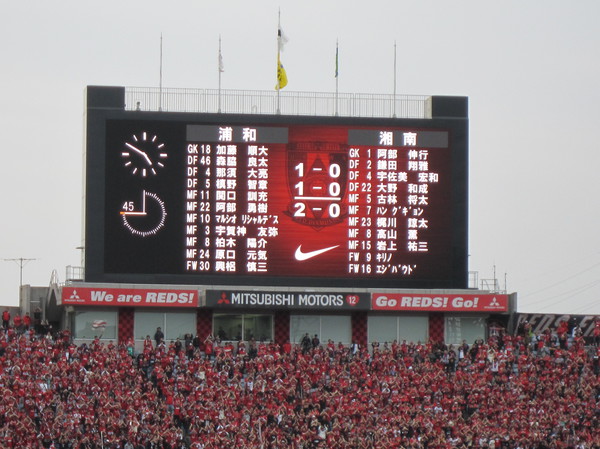 浦和
GK 18 加藤 順大
DF 46 森脇 良太
DF 4 那須 大亮
DF 5 槙野 智章
MF 11 関口 訓充
MF 22 阿部 勇樹
MF 10 マルシオ リシャルデス
MF 3 宇賀神 友弥
MF 8 柏木 陽介
MF 24 原口 元気
FW 30 興梠 慎三
1-0
1-0
2-0
湘南
GK 1 阿部 伸行
DF 2 鎌田 翔雅
DF 4 宇佐美 宏和
DF 22 大野 和成
MF 5 古林 将太
MF 7 ハン グギョン
MF 23 梶川 諒太
MF 8 高山 薫
MF 15 岩上 祐三
FW 9 キリノ
FW 16 エジバウド
45
We are REDS!
MITSUBISHI MOTORS 12
Go REDS! Go!